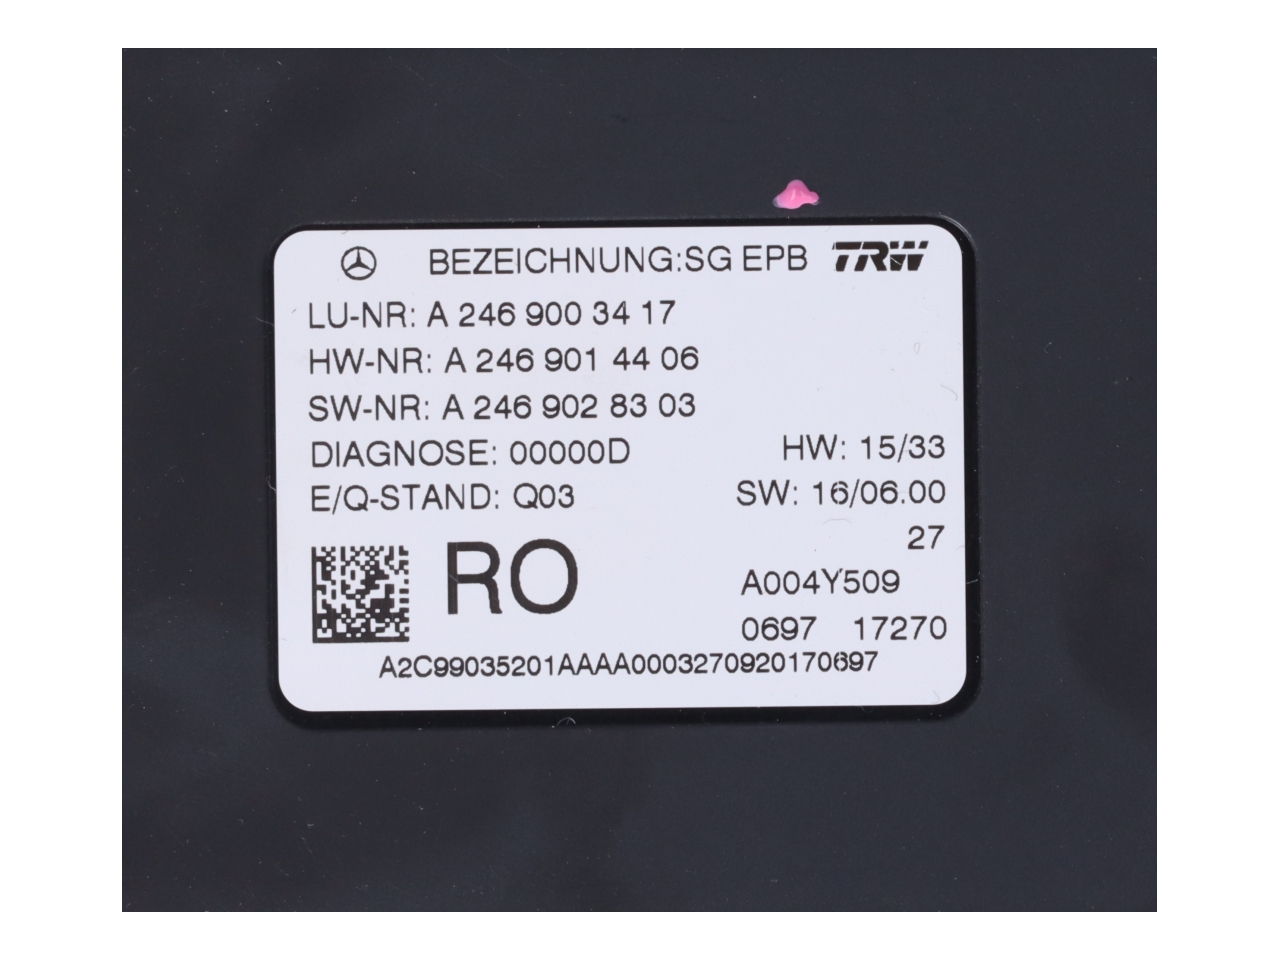 BEZEICHNUNG:SG EPB TRW
LU-NR: A 246 900 34 17
HW-NR: A 246 901 44 06
SW-NR: A 246 902 83 03
DIAGNOSE: 00000D HW: 15/33
E/Q-STAND: Q03 SW: 16/06.00
27
RO A004Y509
0697 17270
A2C99035201AAAA0003270920170697